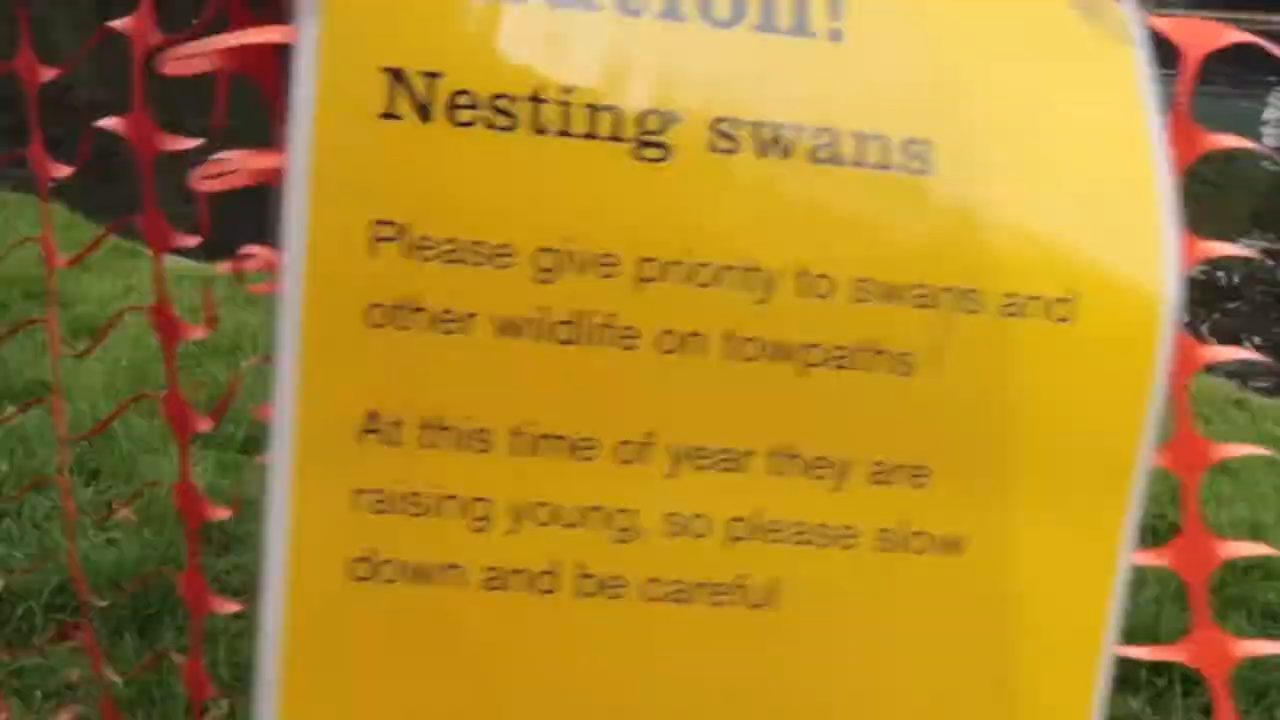 ution!
Nesting swans
Please give priority to swans and
other wildlife on towpaths
At this time of year they are
raising young, so please slow
down and be careful